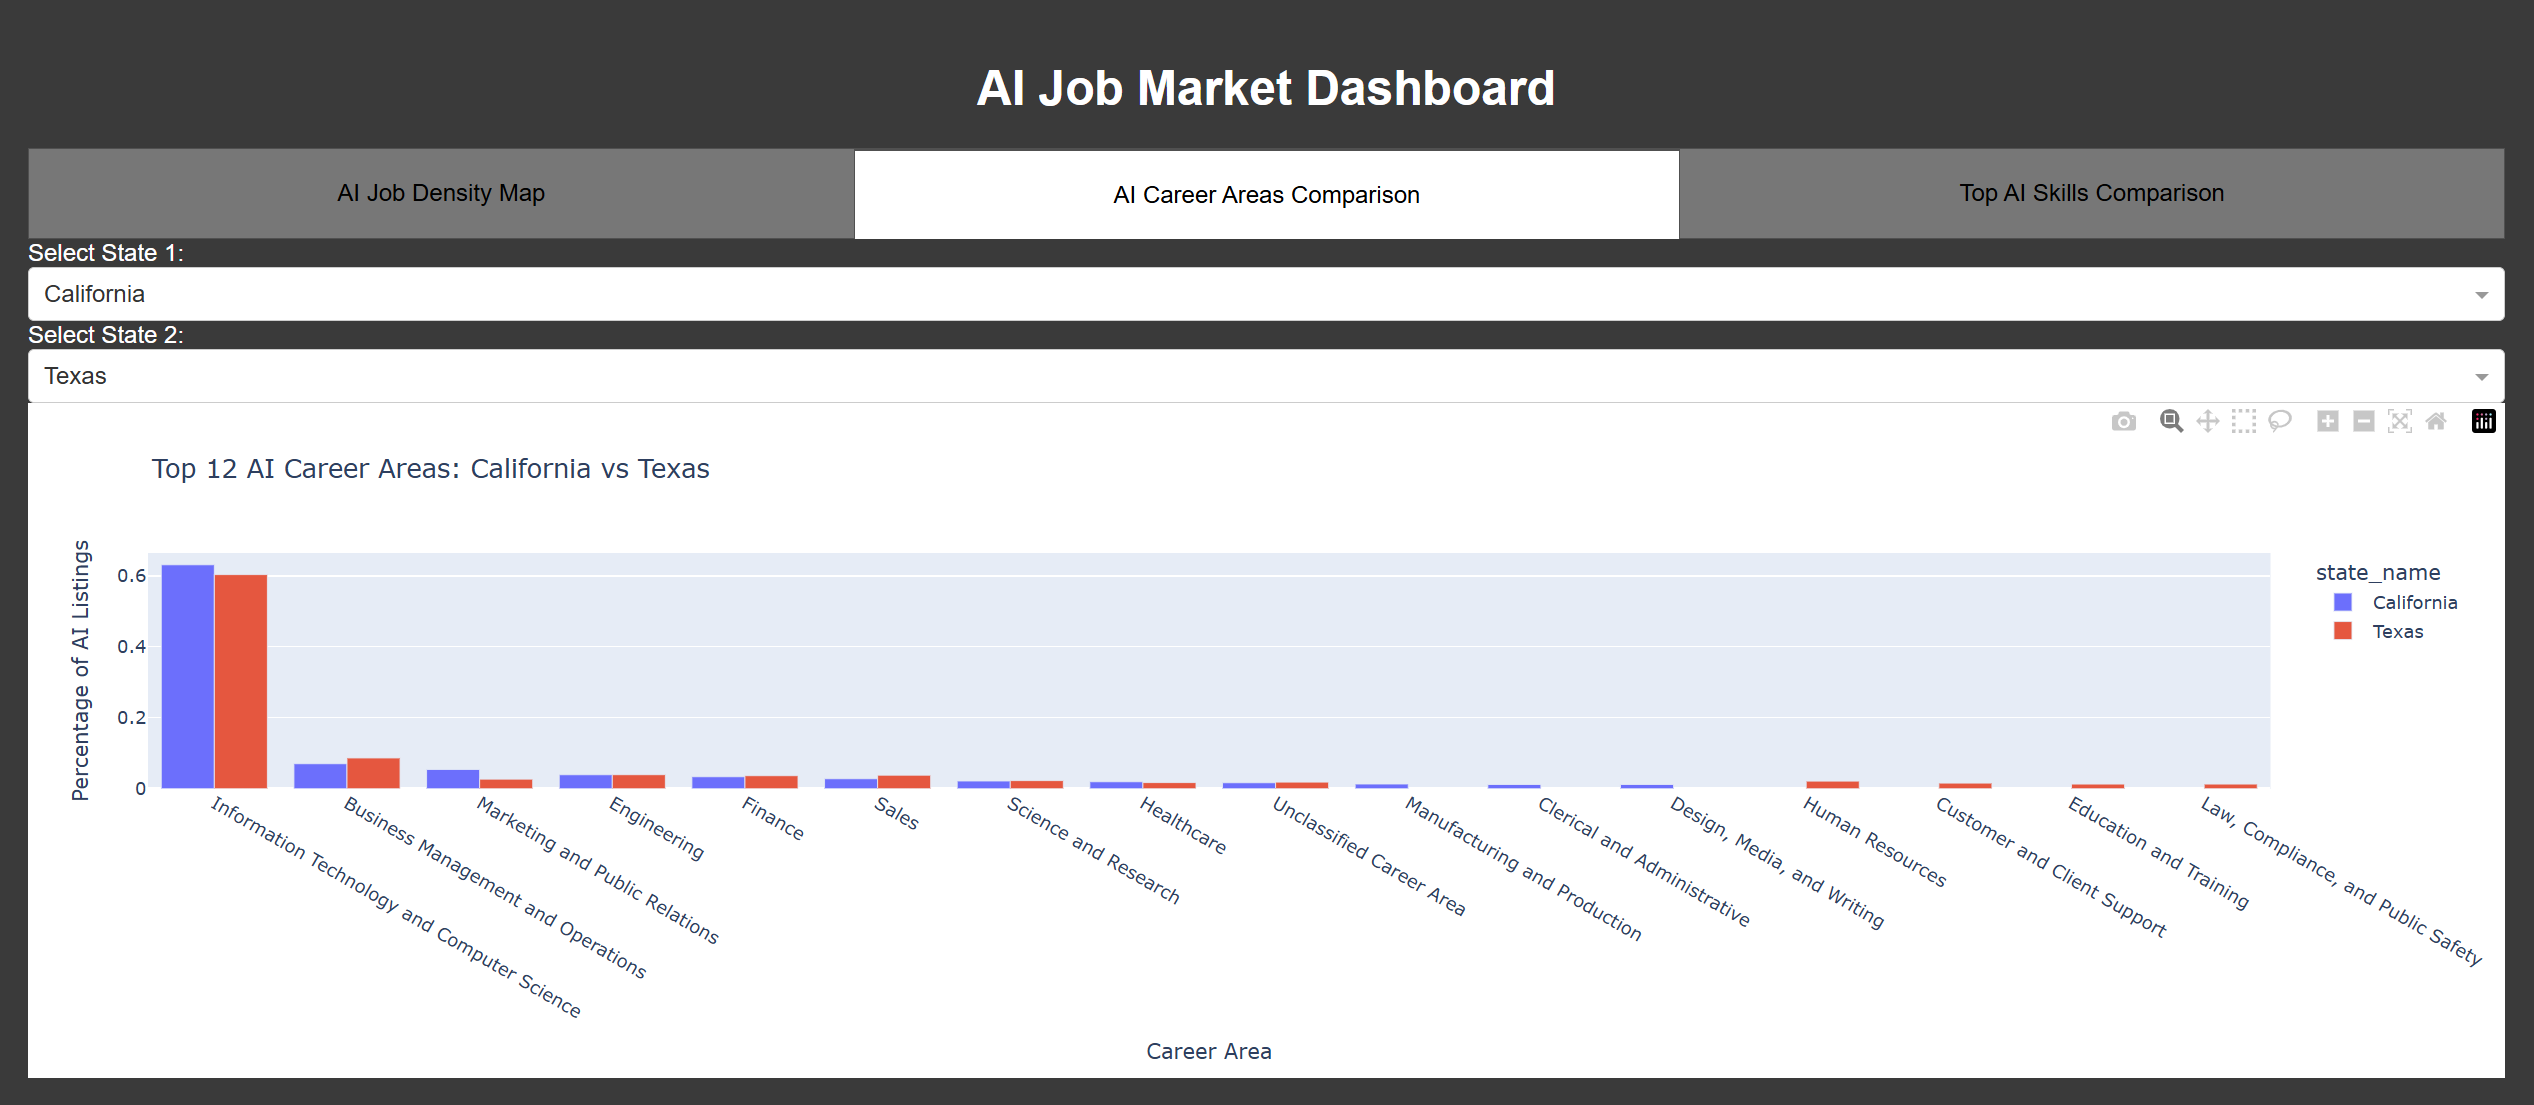 AI Job Market Dashboard
AI Job Density Map
AI Career Areas Comparison
Top AI Skills Comparison
Select State 1:
California
Select State 2:
Texas
Top 12 AI Career Areas: California vs Texas
Percentage of AI Listings
0.6
0.4
0.2
0
state_name
California
Texas
Information Technology and Computer Science
Business Management and Operations
Marketing and Public Relations
Engineering
Finance
Sales
Science and Research
Healthcare
Unclassified Career Area
Manufacturing and Production
Clerical and Administrative
Design, Media, and Writing
Human Resources
Customer and Client Support
Education and Training
Law, Compliance, and Public Safety
Career Area